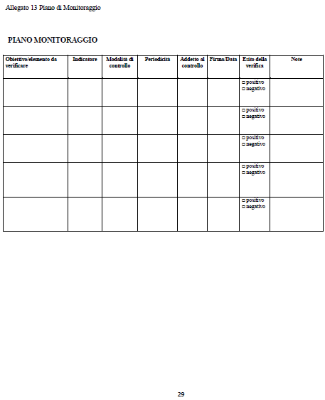 Allegato 13 Piano di Monitoraggio
PIANO MONITORAGGIO
Obiettivo/elemento da verificare Indicatore Modalità di controllo Periodicità Addetto al controllo Firma/Data Esito della verifica Note
□ positivo
□ negativo
□ positivo
□ negativo
□ positivo
□ negativo
□ positivo
□ negativo
□ positivo
□ negativo
29